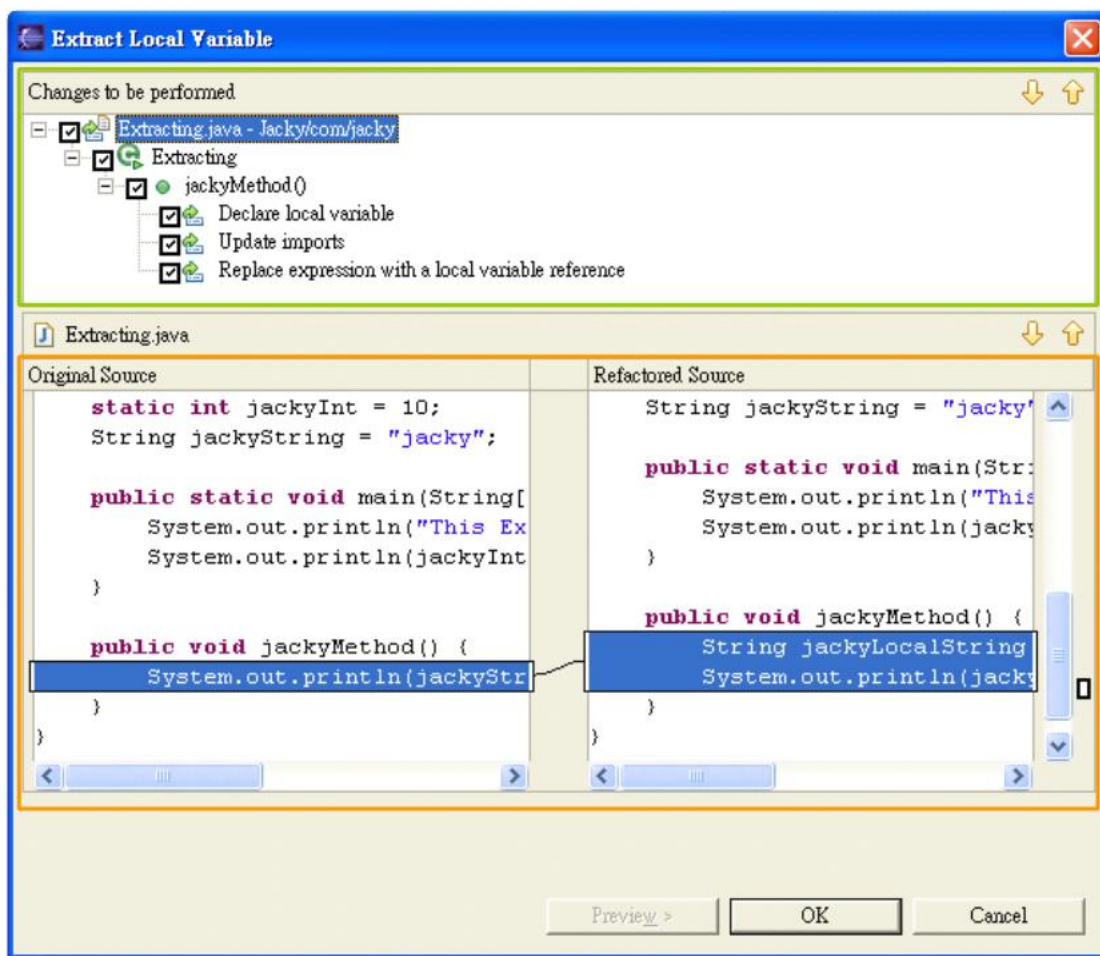 Extract Local Variable
Changes to be performed
Extracting.java - Jacky/com/jacky
Extracting
jackyMethod()
Declare local variable
Update imports
Replace expression with a local variable reference
Extracting.java
Original Source
static int jackyInt = 10;
String jackyString = "jacky";
public static void main(String[
System.out.println("This Ex
System.out.println(jackyInt
}
public void jackyMethod() {
System.out.println(jackyStr
}
}
Refactored Source
String jackyString = "jacky"
public static void main(Stri
System.out.println("This
System.out.println(jacky
}
public void jackyMethod() {
String jackyLocalString
System.out.println(jacky
}
}
Preview >
OK
Cancel